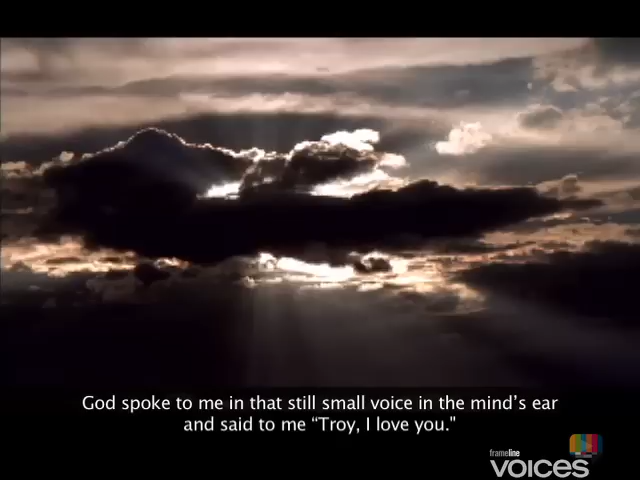 God spoke to me in that still small voice in the mind’s ear
and said to me “Troy, I love you."
frameline
VOICES